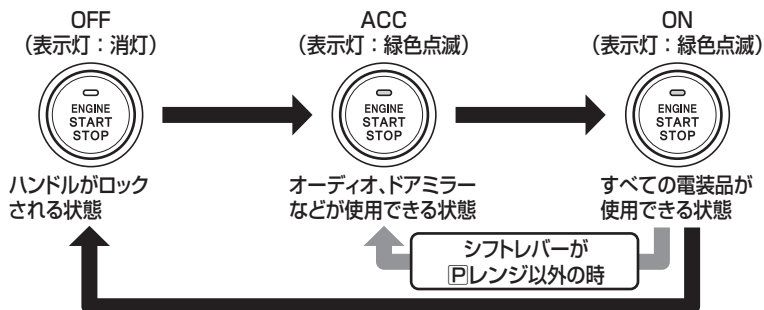 OFF
(表示灯：消灯)
ACC
(表示灯：緑色点滅)
ON
(表示灯：緑色点滅)
ENGINE
START
STOP
ENGINE
START
STOP
ENGINE
START
STOP
ハンドルがロック
される状態
オーディオ、ドアミラー
などが使用できる状態
すべての電装品が
使用できる状態
シフトレバーが
🄿レンジ以外の時